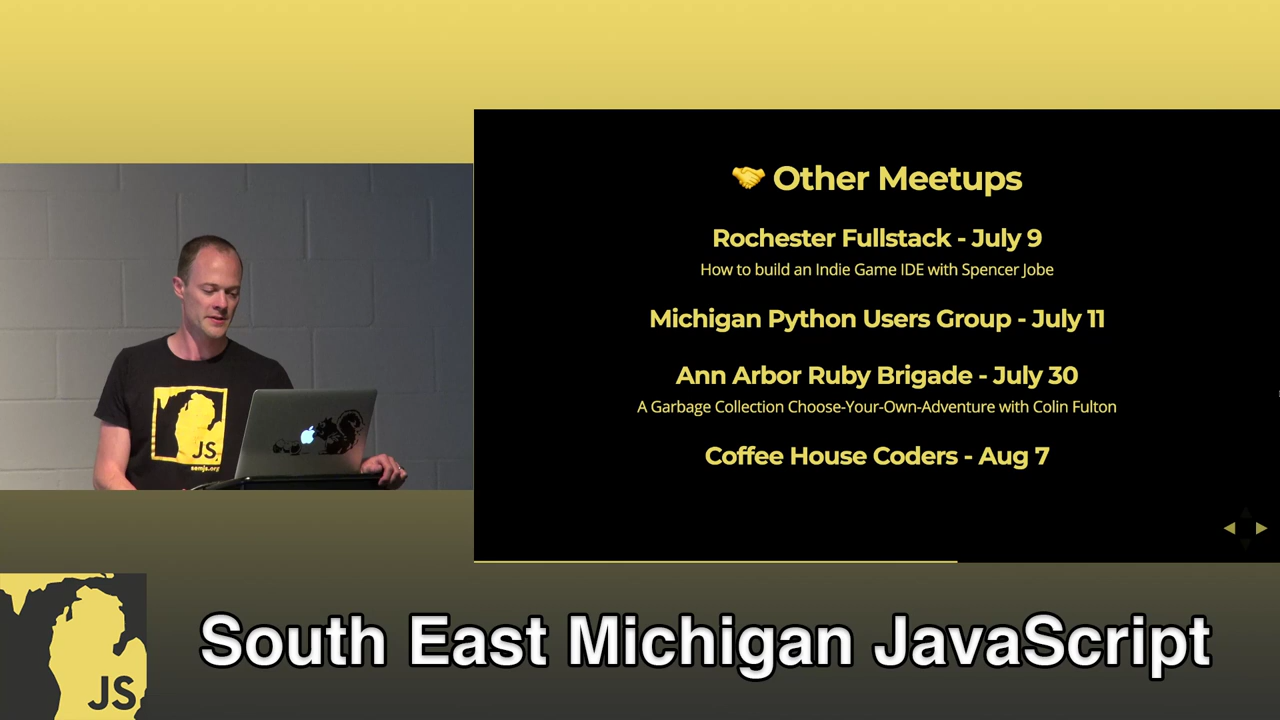 🤝 Other Meetups
Rochester Fullstack - July 9
How to build an Indie Game IDE with Spencer Jobe
Michigan Python Users Group - July 11
Ann Arbor Ruby Brigade - July 30
A Garbage Collection Choose-Your-Own-Adventure with Colin Fulton
Coffee House Coders - Aug 7
JS
semjs.org
JS
South East Michigan JavaScript